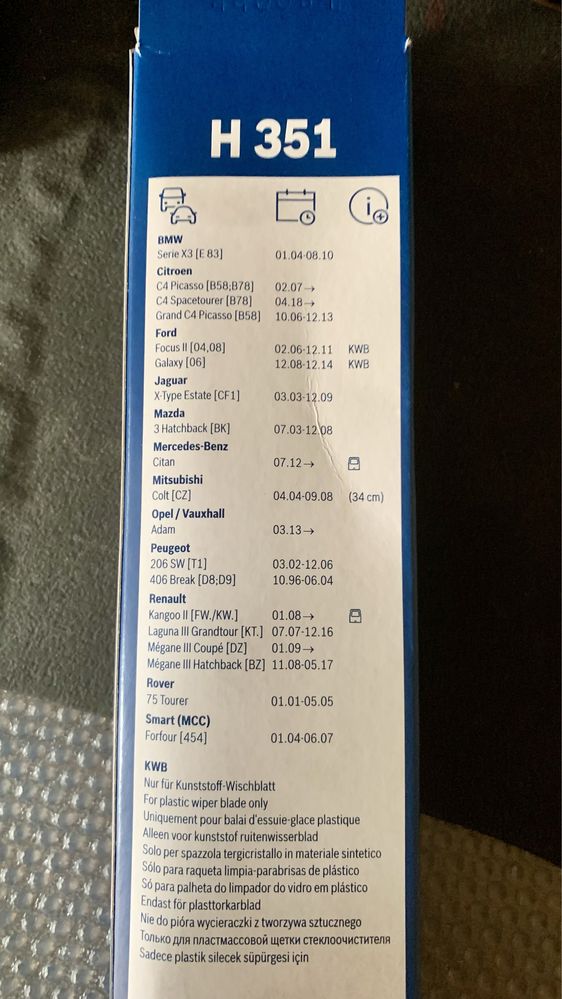 H 351
BMW
Serie X3 [E 83] 01.04-08.10
Citroen
C4 Picasso [B58;B78] 02.07→
C4 Spacetourer [B78] 04.18→
Grand C4 Picasso [B58] 10.06-12.13
Ford
Focus II [04,08] 02.06-12.11 KWB
Galaxy [06] 12.08-12.14 KWB
Jaguar
X-Type Estate [CF1] 03.03-12.09
Mazda
3 Hatchback [BK] 07.03-12.08
Mercedes-Benz
Citan 07.12→
Mitsubishi
Colt [CZ] 04.04-09.08 (34 cm)
Opel / Vauxhall
Adam 03.13→
Peugeot
206 SW [T1] 03.02-12.06
406 Break [D8;D9] 10.96-06.04
Renault
Kangoo II [FW./KW.] 01.08→
Laguna III Grandtour [KT.] 07.07-12.16
Mégane III Coupé [DZ] 01.09→
Mégane III Hatchback [BZ] 11.08-05.17
Rover
75 Tourer 01.01-05.05
Smart (MCC)
Forfour [454] 01.04-06.07
KWB
Nur für Kunststoff-Wischblatt
For plastic wiper blade only
Uniquement pour balai d'essuie-glace plastique
Alleen voor kunststof ruitenwisserblad
Solo per spazzola tergicristallo in materiale sintetico
Sólo para raqueta limpia-parabrisas de plástico
Só para palheta do limpador do vidro em plástico
Endast för plasttorkarblad
Nie do pióra wycieraczki z tworzywa sztucznego
Только для пластмассовой щетки стеклоочистителя
Sadece plastik silecek süpürgesi için